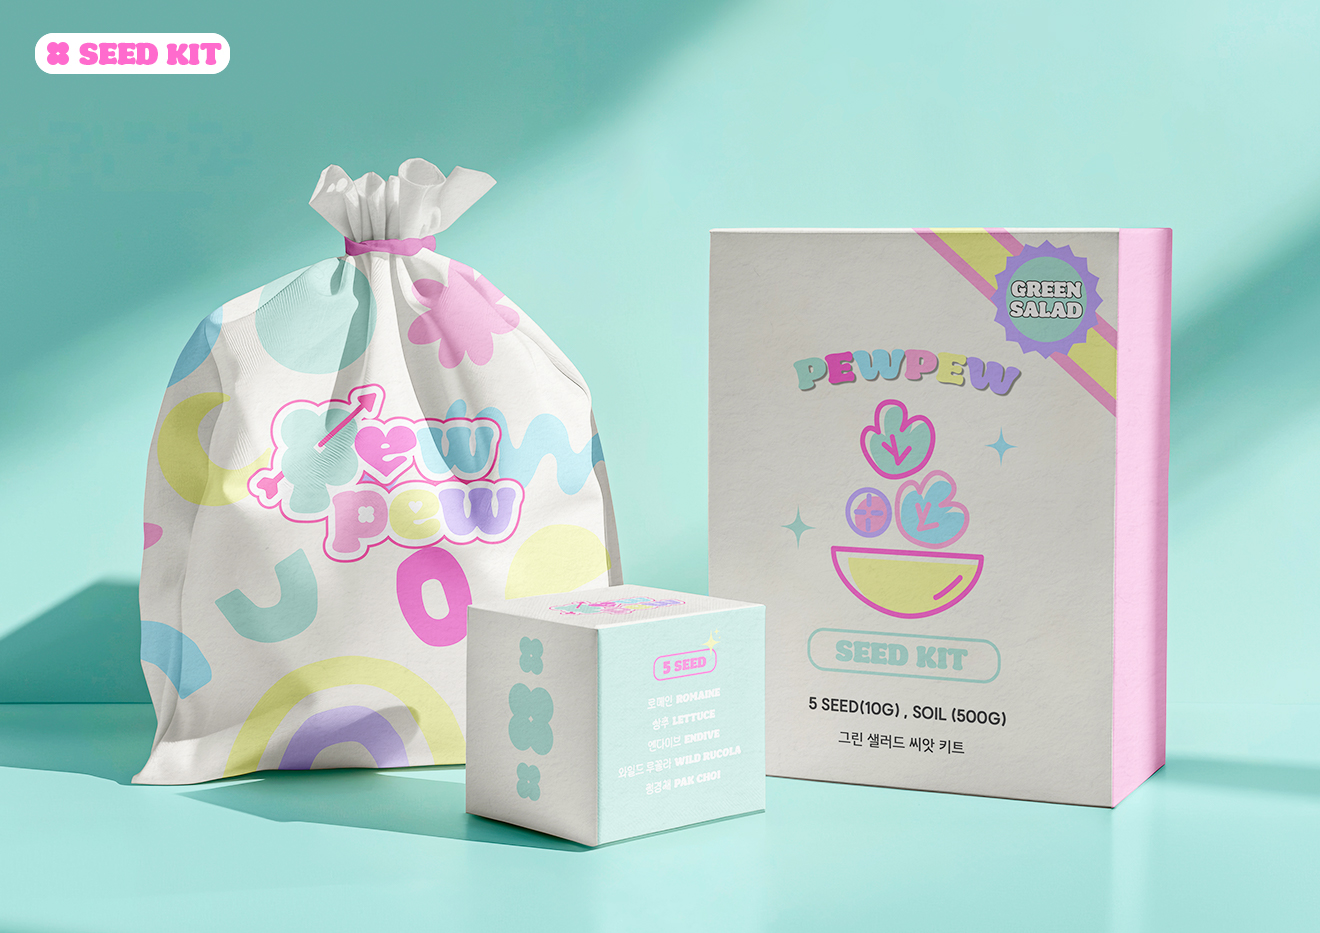 SEED KIT
Pew
pew
GREEN
SALAD
PEWPEW
SEED KIT
5 SEED(10G) , SOIL (500G)
그린 샐러드 씨앗 키트
5 SEED
로메인 ROMAINE
상추 LETTUCE
엔다이브 ENDIVE
와일드 루꼴라 WILD RUCOLA
청경채 PAK CHOI